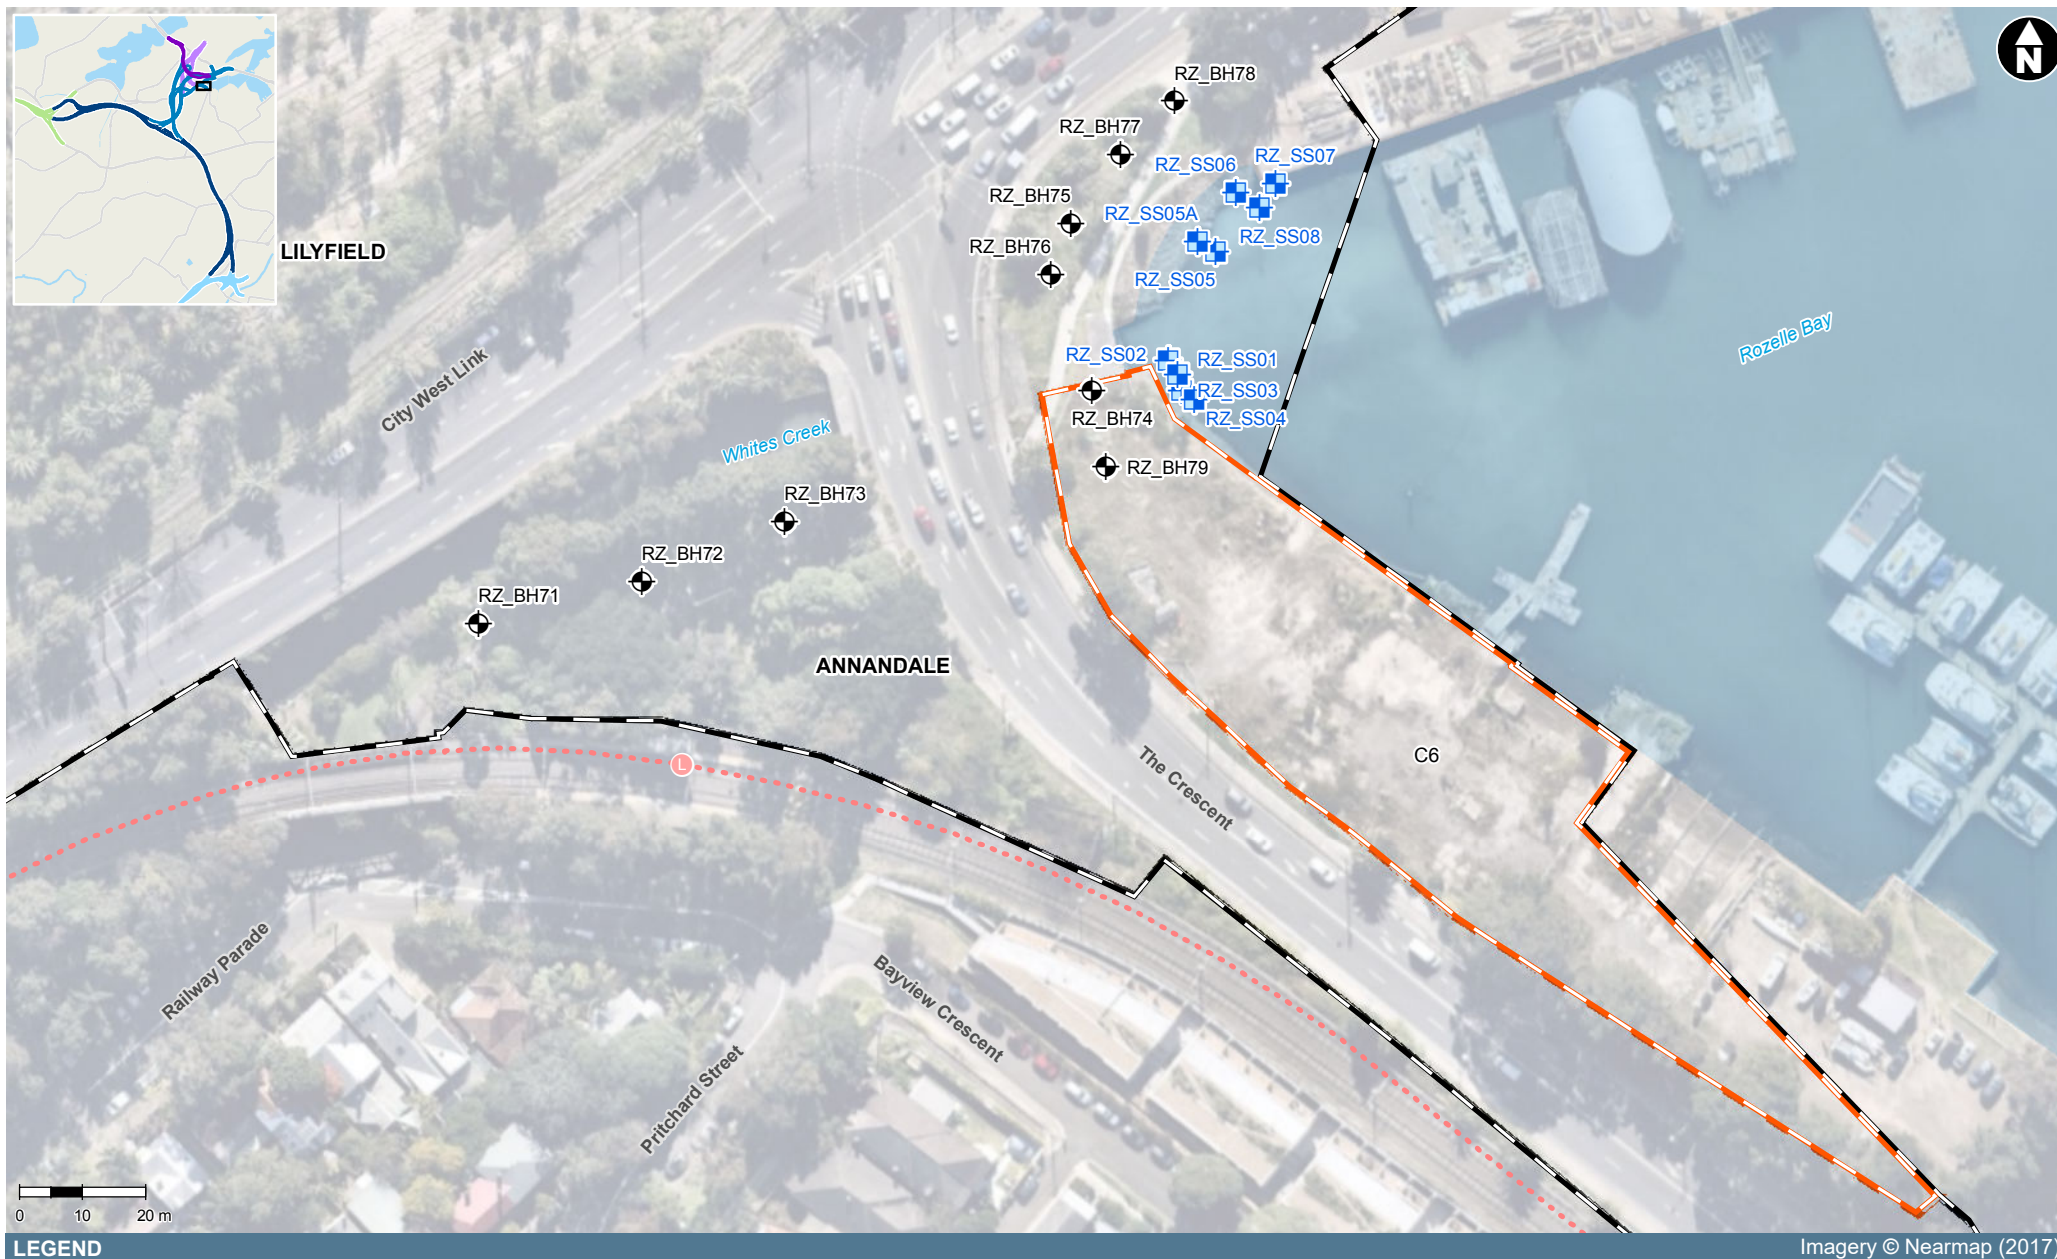 N
RZ_BH78
RZ_BH77
RZ_SS07
RZ_SS06
RZ_BH75
RZ_SS05A
RZ_SS08
RZ_BH76
LILYFIELD
RZ_SS05
Rozelle Bay
RZ_SS02
RZ_SS01
City West Link
RZ_SS03
RZ_BH74
RZ_SS04
Whites Creek
RZ_BH79
RZ_BH73
RZ_BH72
RZ_BH71
ANNANDALE
C6
L
The Crescent
Railway Parade
Bayview Crescent
Pritchard Street
0 10 20 m
LEGEND
Imagery © Nearmap (2017)